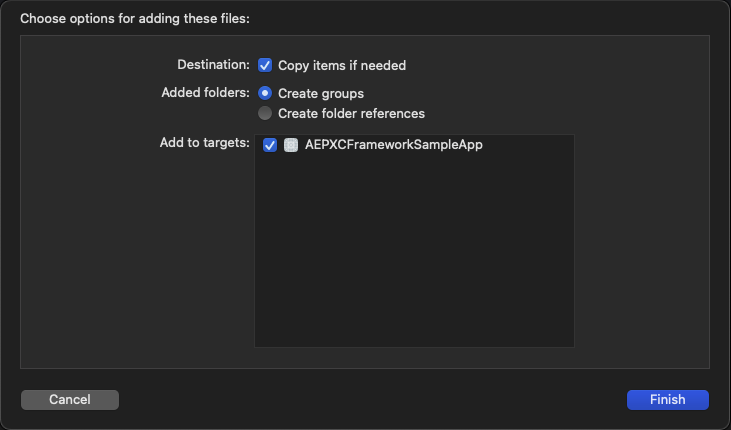 Choose options for adding these files:
Destination: Copy items if needed
Added folders: Create groups
Create folder references
Add to targets: AEPXCFrameworkSampleApp
Cancel Finish